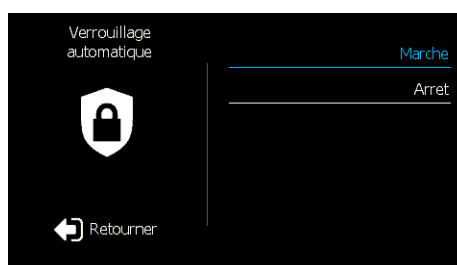 Verrouillage
automatique
Marche
Arret
Retourner